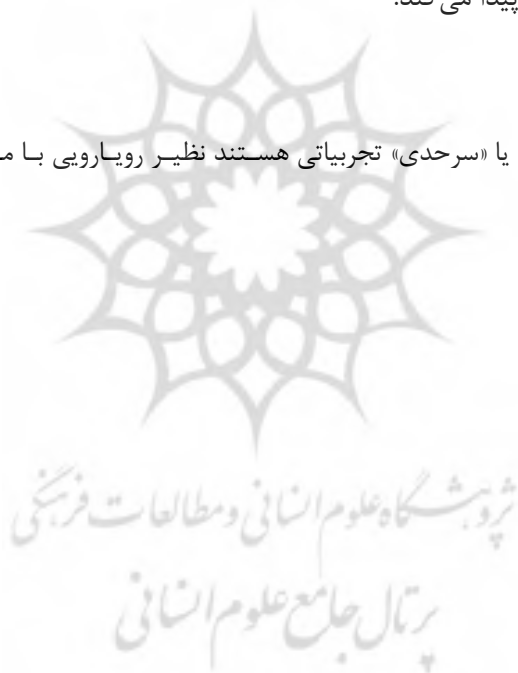 پیدا می‌کند.
یا «سرحدی» تجربیاتی هستند نظیر رویارویی با
پژوهشگاه علوم انسانی و مطالعات فرهنگی
پرتال جامع علوم انسانی